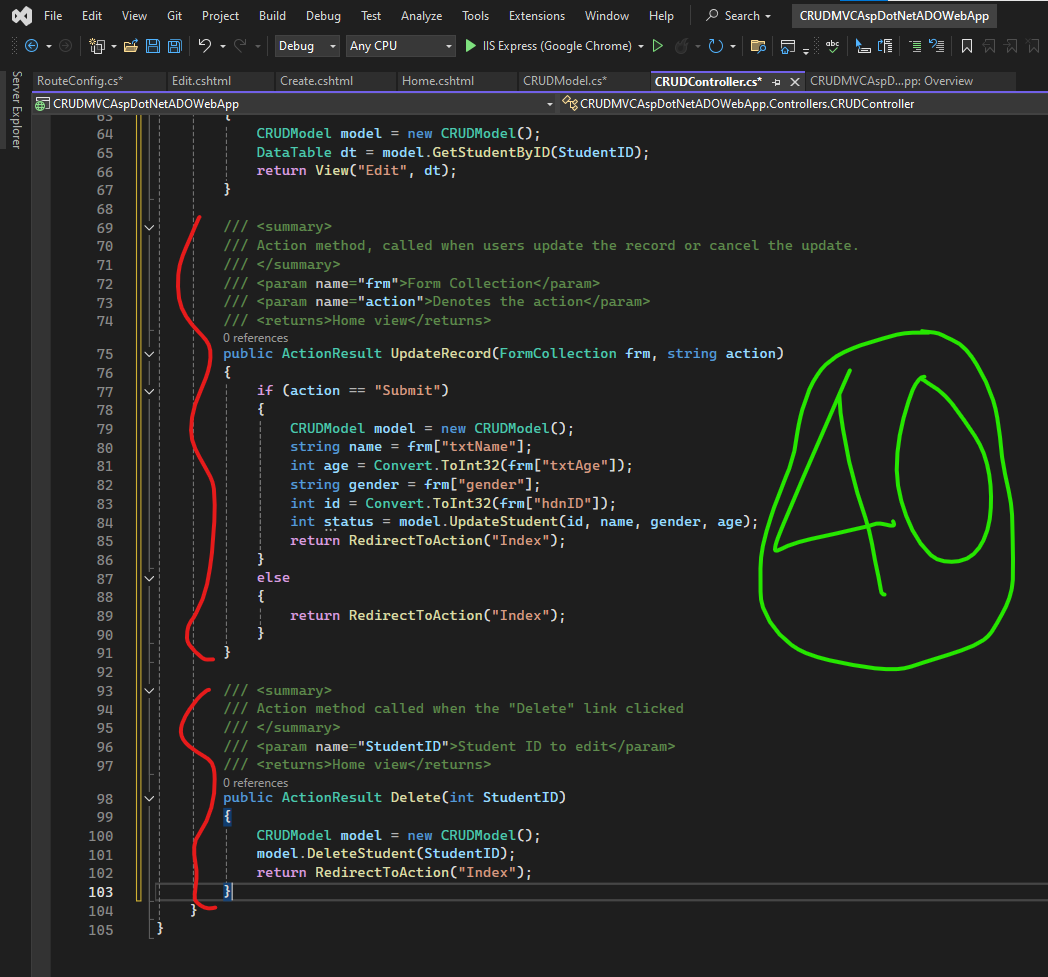 File Edit View Git Project Build Debug Test Analyze Tools Extensions Window Help Search CRUDMVCAspDotNetADOWebApp
Debug Any CPU IIS Express (Google Chrome)
Server Explorer
RouteConfig.cs* Edit.cshtml Create.cshtml Home.cshtml CRUDModel.cs* CRUDController.cs* CRUDMVCAspD...pp: Overview
CRUDMVCAspDotNetADOWebApp CRUDMVCAspDotNetADOWebApp.Controllers.CRUDController
63 {
64 CRUDModel model = new CRUDModel();
65 DataTable dt = model.GetStudentByID(StudentID);
66 return View("Edit", dt);
67 }
68
69 /// <summary>
70 /// Action method, called when users update the record or cancel the update.
71 /// </summary>
72 /// <param name="frm">Form Collection</param>
73 /// <param name="action">Denotes the action</param>
74 /// <returns>Home view</returns>
0 references
75 public ActionResult UpdateRecord(FormCollection frm, string action)
76 {
77 if (action == "Submit")
78 {
79 CRUDModel model = new CRUDModel();
80 string name = frm["txtName"];
81 int age = Convert.ToInt32(frm["txtAge"]);
82 string gender = frm["gender"];
83 int id = Convert.ToInt32(frm["hdnID"]);
84 int status = model.UpdateStudent(id, name, gender, age);
85 return RedirectToAction("Index");
86 }
87 else
88 {
89 return RedirectToAction("Index");
90 }
91 }
92
93 /// <summary>
94 /// Action method called when the "Delete" link clicked
95 /// </summary>
96 /// <param name="StudentID">Student ID to edit</param>
97 /// <returns>Home view</returns>
0 references
98 public ActionResult Delete(int StudentID)
99 {
100 CRUDModel model = new CRUDModel();
101 model.DeleteStudent(StudentID);
102 return RedirectToAction("Index");
103 }
104 }
105 }
40